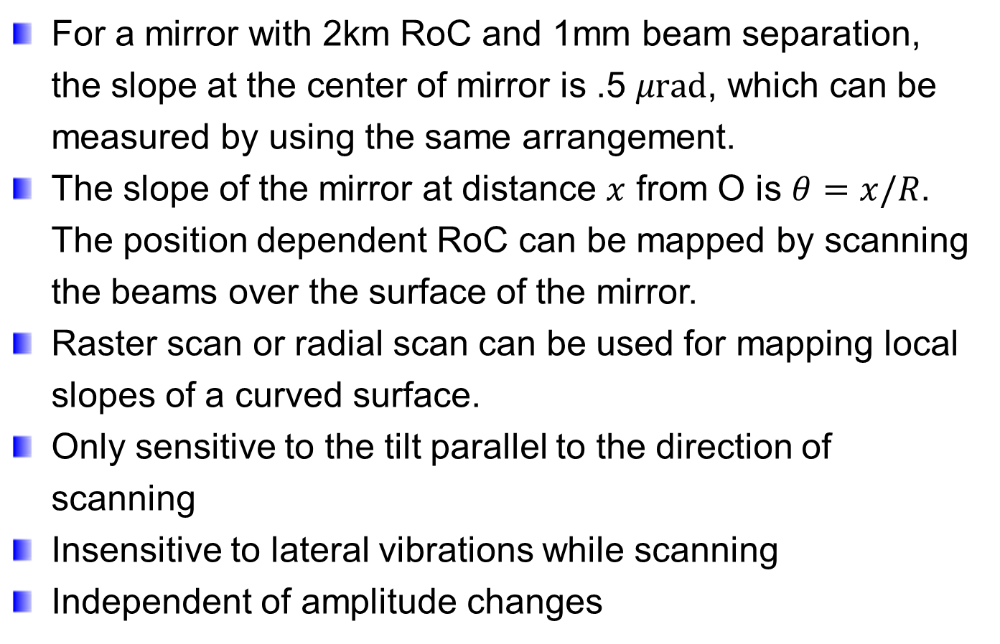 For a mirror with 2km RoC and 1mm beam separation,
the slope at the center of mirror is .5 μrad, which can be
measured by using the same arrangement.
The slope of the mirror at distance x from O is θ = x/R.
The position dependent RoC can be mapped by scanning
the beams over the surface of the mirror.
Raster scan or radial scan can be used for mapping local
slopes of a curved surface.
Only sensitive to the tilt parallel to the direction of
scanning
Insensitive to lateral vibrations while scanning
Independent of amplitude changes